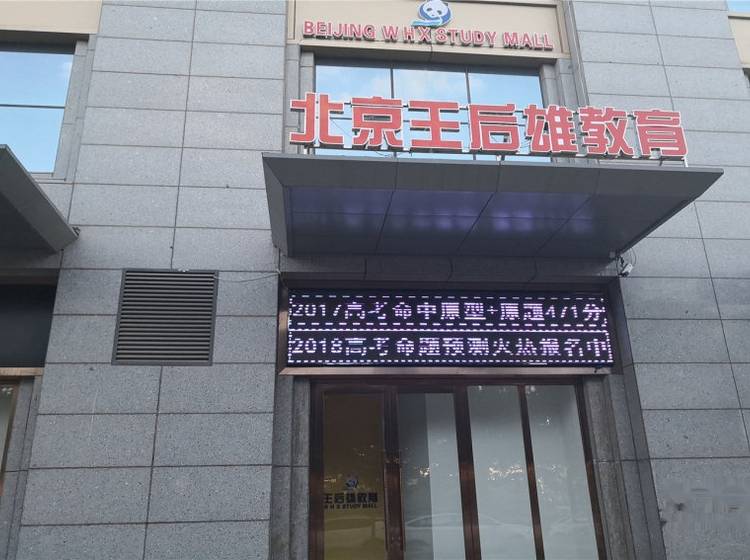 BEIJING WHX STUDY MALL
北京王后雄教育
2017高考命中原型+原题471分
2018高考命题预测火热报名中
王后雄教育
WHX STUDY MALL